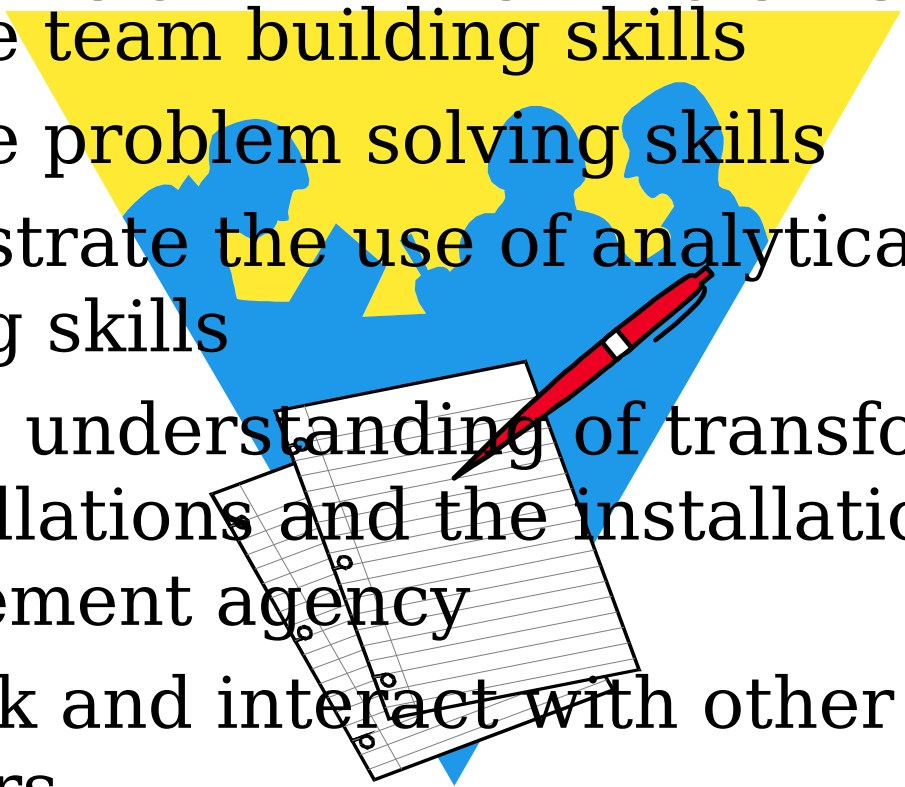 e team building skills
e problem solving skills
strate the use of analytica
g skills
understanding of transfo
llations and the installatio
ement agency
k and interact with other
rs